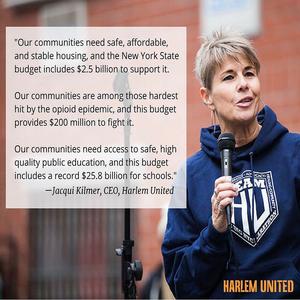 "Our communities need safe, affordable,
and stable housing, and the New York State
budget includes $2.5 billion to support it.
Our communities are among those hardest
hit by the opioid epidemic, and this budget
provides $200 million to fight it.
Our communities need access to safe, high
quality public education, and this budget
includes a record $25.8 billion for schools."
—Jacqui Kilmer, CEO, Harlem United
TEAM
HU
HARLEM UNITED